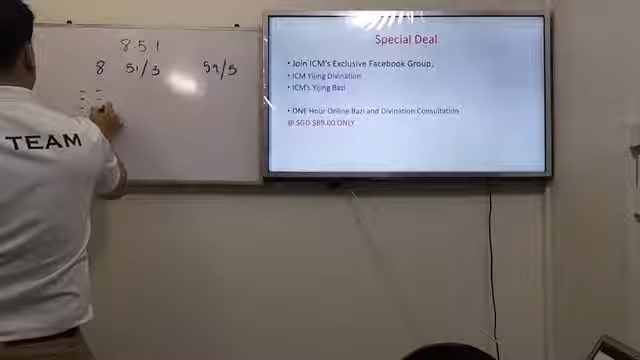 8.5.1
8 51/3 59/5
TEAM
Special Deal
• Join ICM's Exclusive Facebook Group,
• ICM Yijing Divination
• ICM's Yijing Bazi
• ONE Hour Online Bazi and Divination Consultation
@ SGD $89.00 ONLY